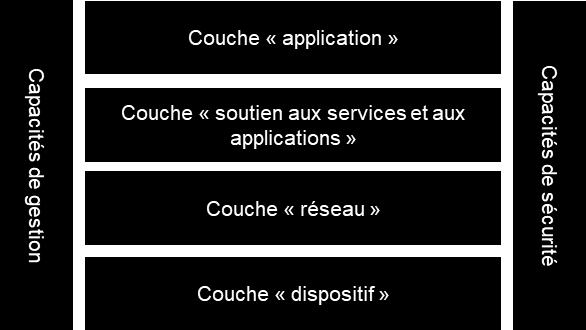 Capacités de gestion
Couche « application »
Couche « soutien aux services et aux
applications »
Couche « réseau »
Couche « dispositif »
Capacités de sécurité